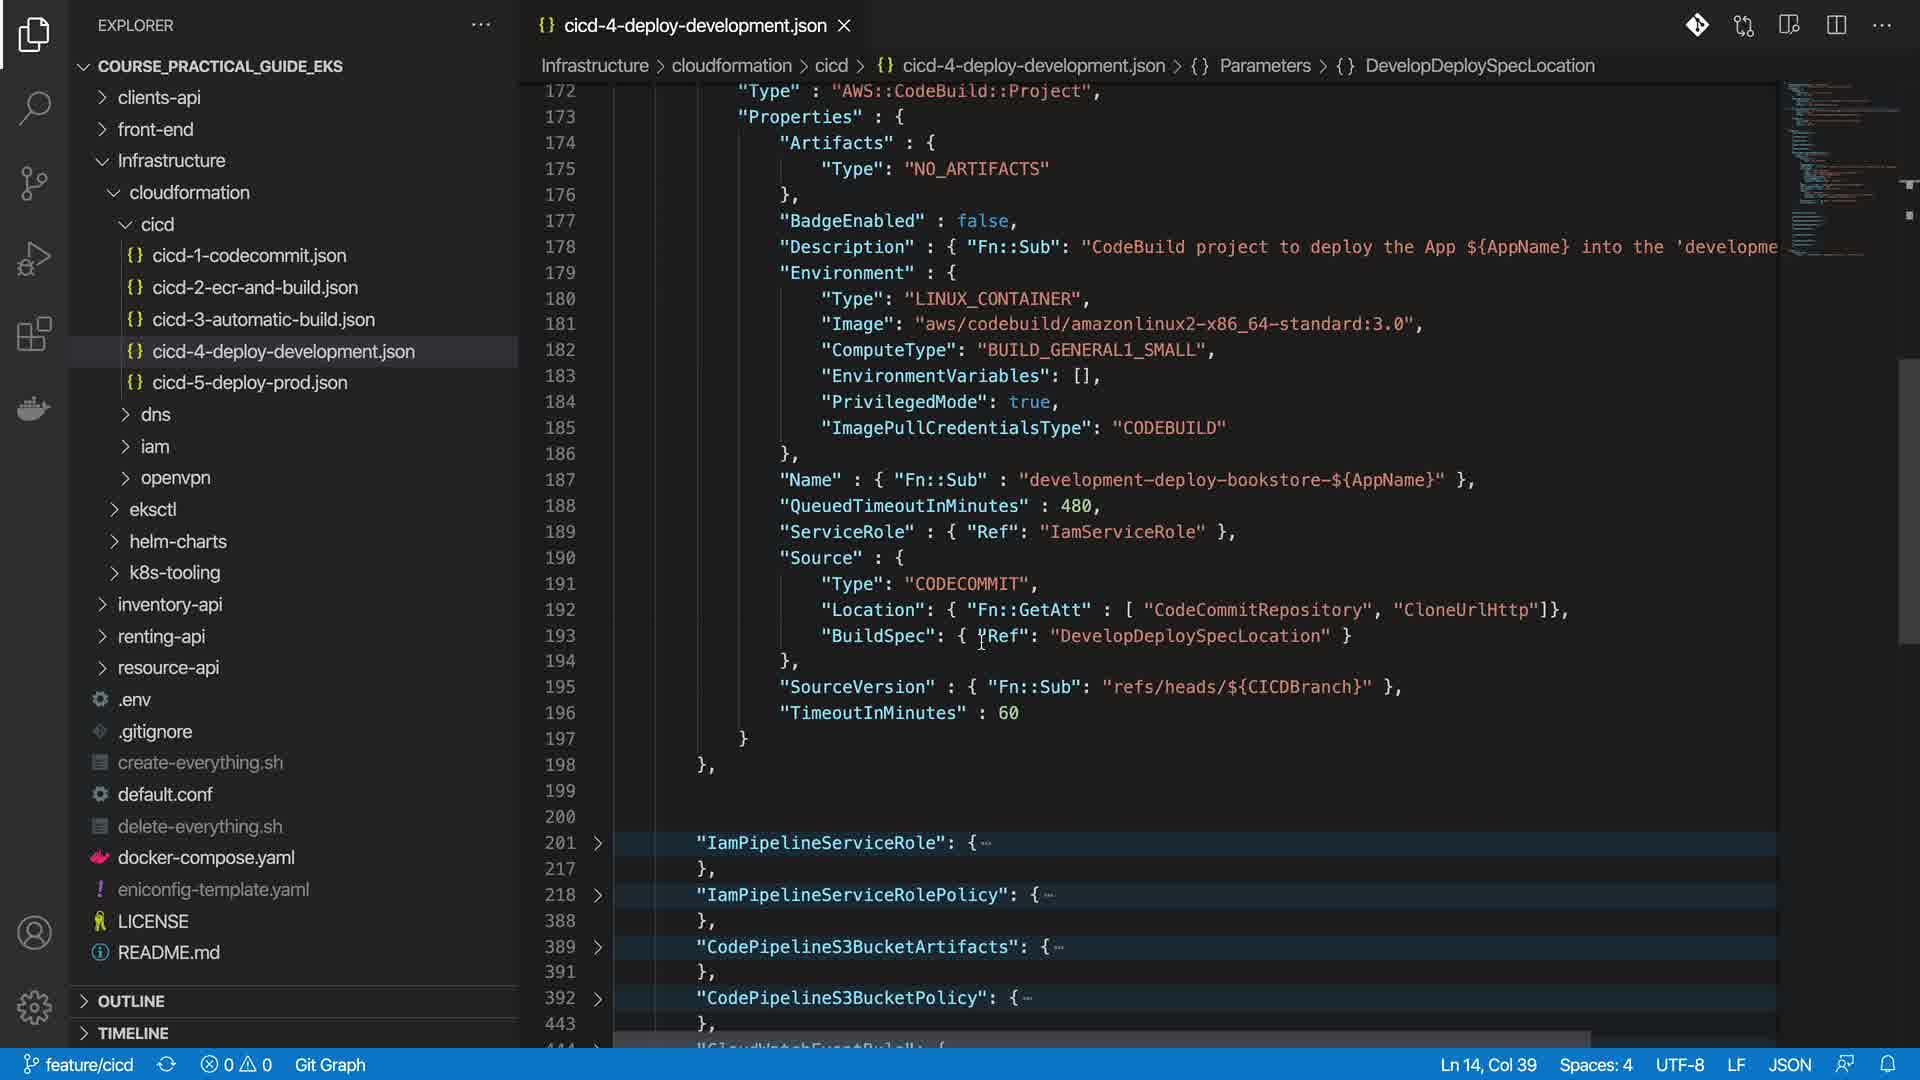 EXPLORER
COURSE_PRACTICAL_GUIDE_EKS
clients-api
front-end
Infrastructure
cloudformation
cicd
{} cicd-1-codecommit.json
{} cicd-2-ecr-and-build.json
{} cicd-3-automatic-build.json
{} cicd-4-deploy-development.json
{} cicd-5-deploy-prod.json
dns
iam
openvpn
eksctl
helm-charts
k8s-tooling
inventory-api
renting-api
resource-api
.env
.gitignore
create-everything.sh
default.conf
delete-everything.sh
docker-compose.yaml
! eniconfig-template.yaml
LICENSE
README.md
OUTLINE
TIMELINE
{} cicd-4-deploy-development.json
Infrastructure > cloudformation > cicd > {} cicd-4-deploy-development.json > {} Parameters > {} DevelopDeploySpecLocation
172 "Type" : "AWS::CodeBuild::Project",
173 "Properties" : {
174 "Artifacts" : {
175 "Type": "NO_ARTIFACTS"
176 },
177 "BadgeEnabled" : false,
178 "Description" : { "Fn::Sub": "CodeBuild project to deploy the App ${AppName} into the 'developme
179 "Environment" : {
180 "Type": "LINUX_CONTAINER",
181 "Image": "aws/codebuild/amazonlinux2-x86_64-standard:3.0",
182 "ComputeType": "BUILD_GENERAL1_SMALL",
183 "EnvironmentVariables": [],
184 "PrivilegedMode": true,
185 "ImagePullCredentialsType": "CODEBUILD"
186 },
187 "Name" : { "Fn::Sub" : "development-deploy-bookstore-${AppName}" },
188 "QueuedTimeoutInMinutes" : 480,
189 "ServiceRole" : { "Ref": "IamServiceRole" },
190 "Source" : {
191 "Type": "CODECOMMIT",
192 "Location": { "Fn::GetAtt" : [ "CodeCommitRepository", "CloneUrlHttp"]},
193 "BuildSpec": { "Ref": "DevelopDeploySpecLocation" }
194 },
195 "SourceVersion" : { "Fn::Sub": "refs/heads/${CICDBranch}" },
196 "TimeoutInMinutes" : 60
197 }
198 },
199
200
201 "IamPipelineServiceRole": {
217 },
218 "IamPipelineServiceRolePolicy": {
388 },
389 "CodePipelineS3BucketArtifacts": {
391 },
392 "CodePipelineS3BucketPolicy": {
443 },
444 "CloudWatchEventRule": {
feature/cicd 0 0 Git Graph Ln 14, Col 39 Spaces: 4 UTF-8 LF JSON